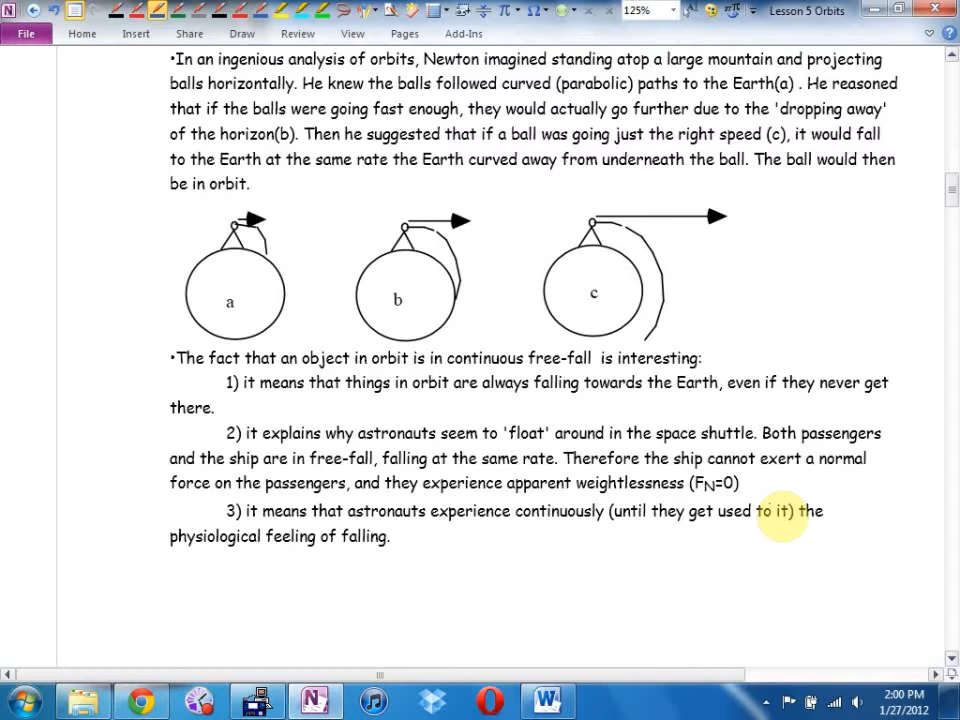 125%
Lesson 5 Orbits
File Home Insert Share Draw Review View Pages Add-Ins
•In an ingenious analysis of orbits, Newton imagined standing atop a large mountain and projecting
balls horizontally. He knew the balls followed curved (parabolic) paths to the Earth(a) . He reasoned
that if the balls were going fast enough, they would actually go further due to the 'dropping away'
of the horizon(b). Then he suggested that if a ball was going just the right speed (c), it would fall
to the Earth at the same rate the Earth curved away from underneath the ball. The ball would then
be in orbit.
a b c
•The fact that an object in orbit is in continuous free-fall is interesting:
1) it means that things in orbit are always falling towards the Earth, even if they never get
there.
2) it explains why astronauts seem to 'float' around in the space shuttle. Both passengers
and the ship are in free-fall, falling at the same rate. Therefore the ship cannot exert a normal
force on the passengers, and they experience apparent weightlessness (FN=0)
3) it means that astronauts experience continuously (until they get used to it) the
physiological feeling of falling.
2:00 PM
1/27/2012